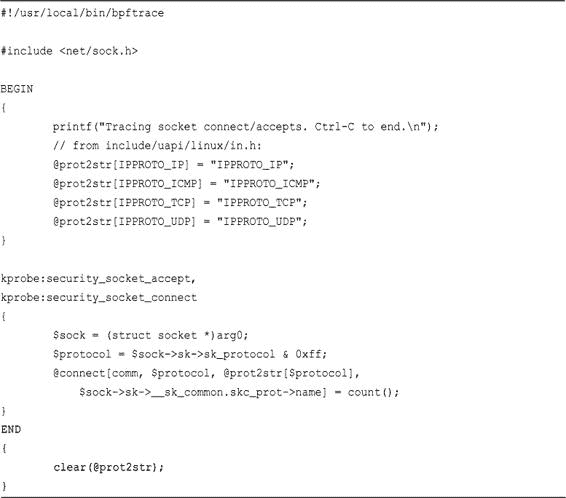 #!/usr/local/bin/bpftrace

#include <net/sock.h>

BEGIN
{
        printf("Tracing socket connect/accepts. Ctrl-C to end.\n");
        // from include/uapi/linux/in.h:
        @prot2str[IPPROTO_IP] = "IPPROTO_IP";
        @prot2str[IPPROTO_ICMP] = "IPPROTO_ICMP";
        @prot2str[IPPROTO_TCP] = "IPPROTO_TCP";
        @prot2str[IPPROTO_UDP] = "IPPROTO_UDP";
}

kprobe:security_socket_accept,
kprobe:security_socket_connect
{
        $sock = (struct socket *)arg0;
        $protocol = $sock->sk->sk_protocol & 0xff;
        @connect[comm, $protocol, @prot2str[$protocol],
            $sock->sk->__sk_common.skc_prot->name] = count();
}
END
{
        clear(@prot2str);
}